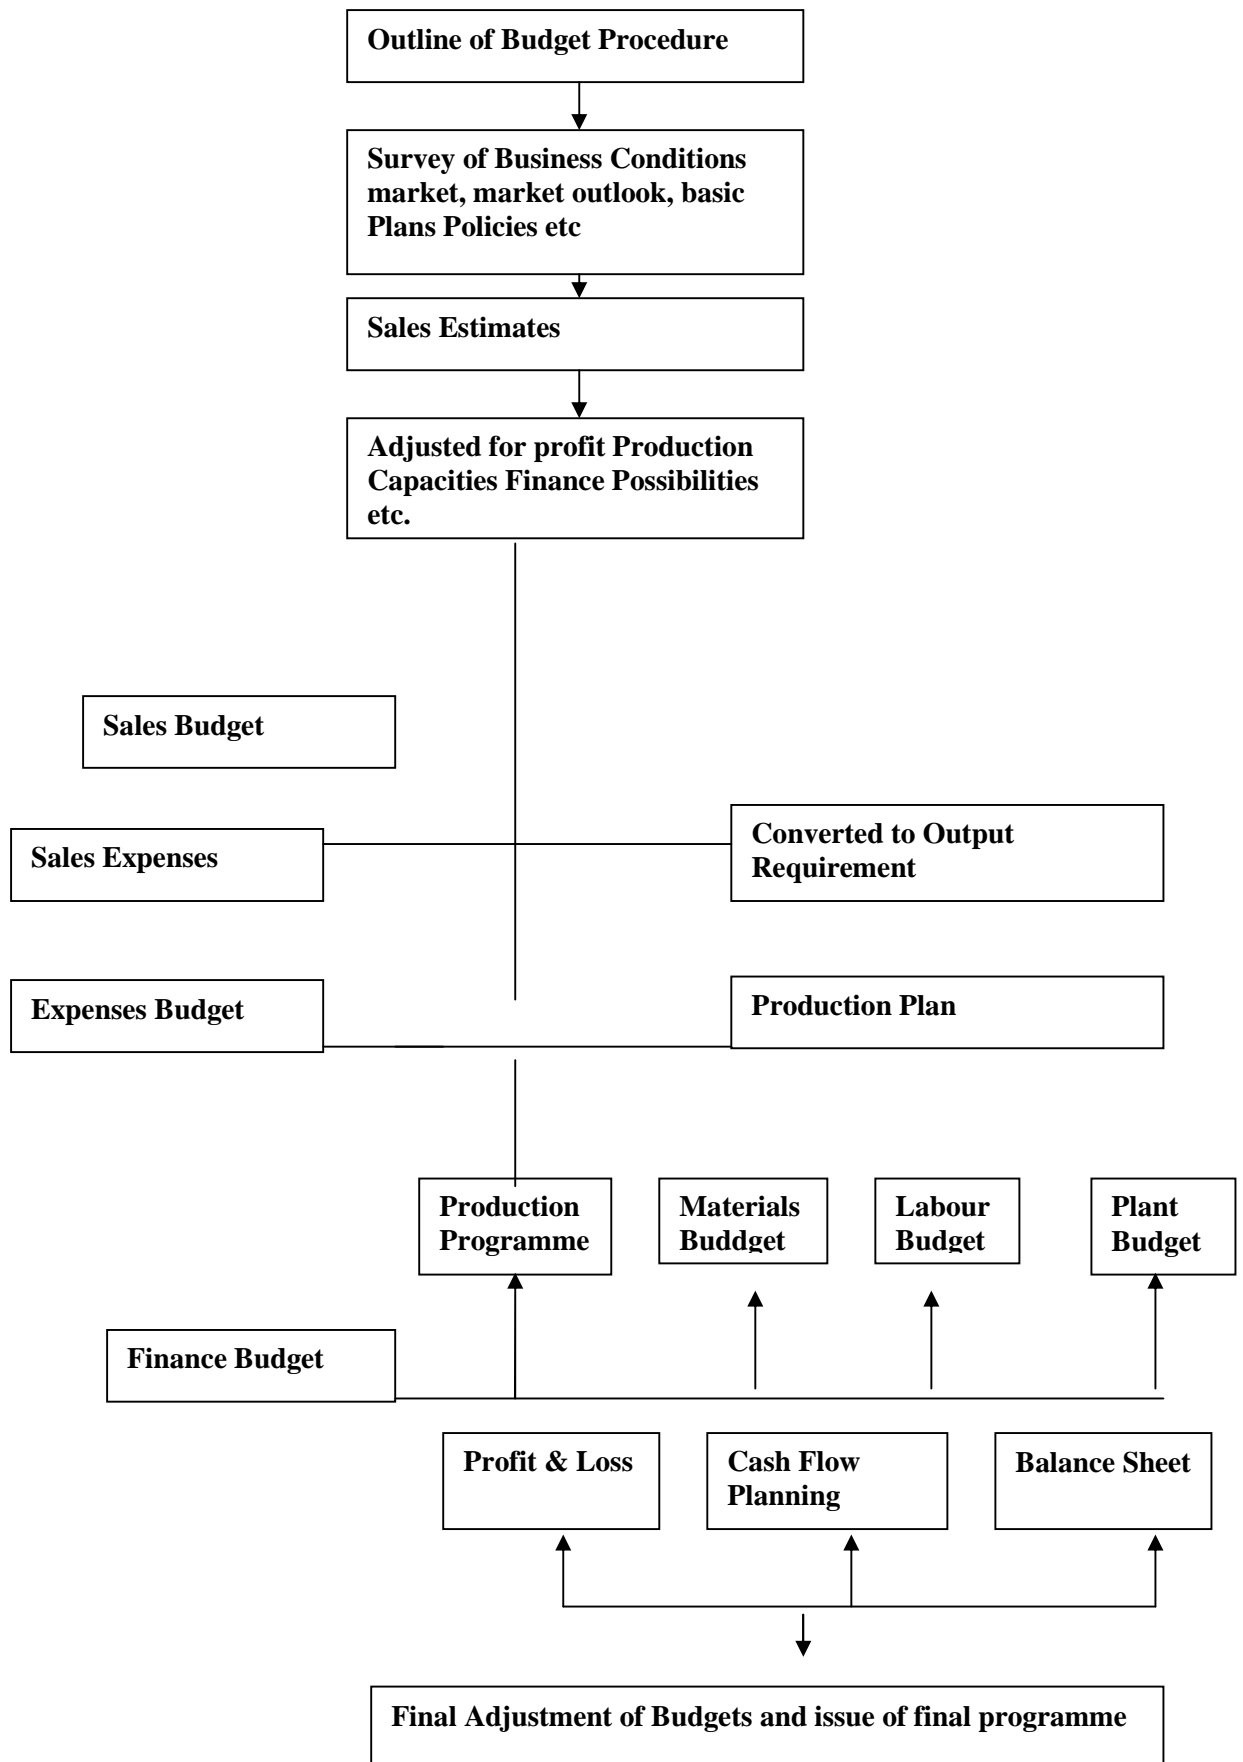 Outline of Budget Procedure
Survey of Business Conditions
market, market outlook, basic
Plans Policies etc
Sales Estimates
Adjusted for profit Production
Capacities Finance Possibilities
etc.
Sales Budget
Sales Expenses
Converted to Output
Requirement
Expenses Budget
Production Plan
Production
Programme
Materials
Buddget
Labour
Budget
Plant
Budget
Finance Budget
Profit & Loss
Cash Flow
Planning
Balance Sheet
Final Adjustment of Budgets and issue of final programme